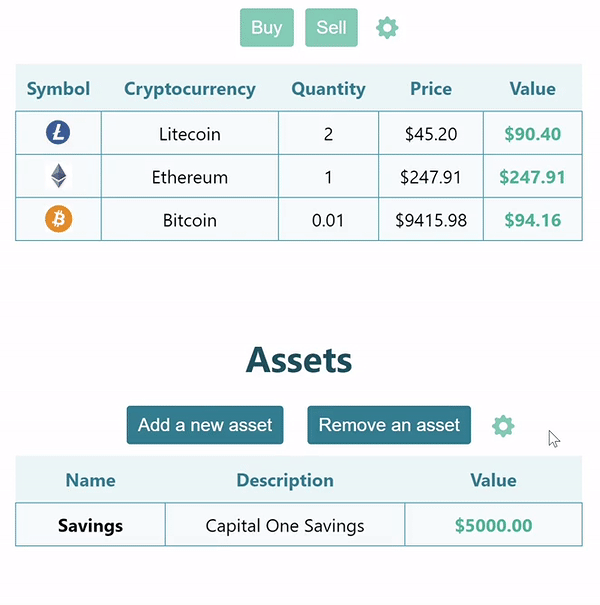 Buy Sell
Symbol Cryptocurrency Quantity Price Value
Litecoin 2 $45.20 $90.40
Ethereum 1 $247.91 $247.91
Bitcoin 0.01 $9415.98 $94.16
Assets
Add a new asset Remove an asset
Name Description Value
Savings Capital One Savings $5000.00